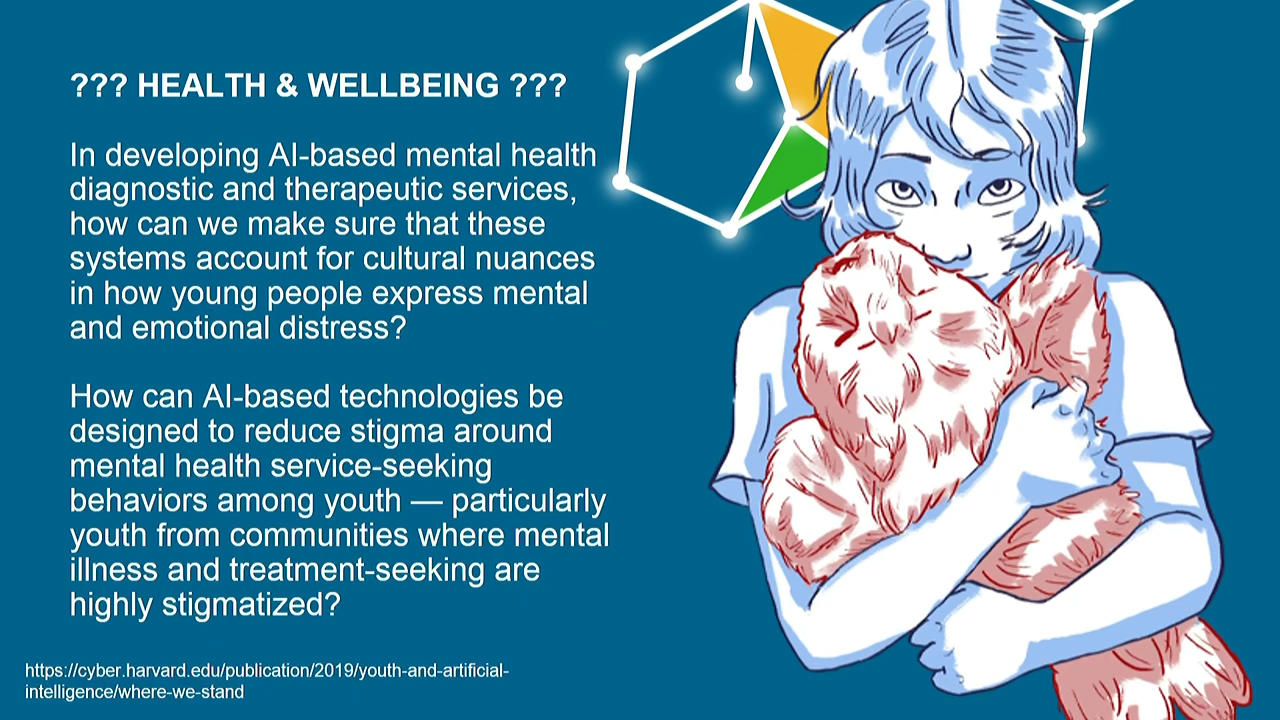 ??? HEALTH & WELLBEING ???
In developing AI-based mental health
diagnostic and therapeutic services,
how can we make sure that these
systems account for cultural nuances
in how young people express mental
and emotional distress?
How can AI-based technologies be
designed to reduce stigma around
mental health service-seeking
behaviors among youth — particularly
youth from communities where mental
illness and treatment-seeking are
highly stigmatized?
https://cyber.harvard.edu/publication/2019/youth-and-artificial-
intelligence/where-we-stand